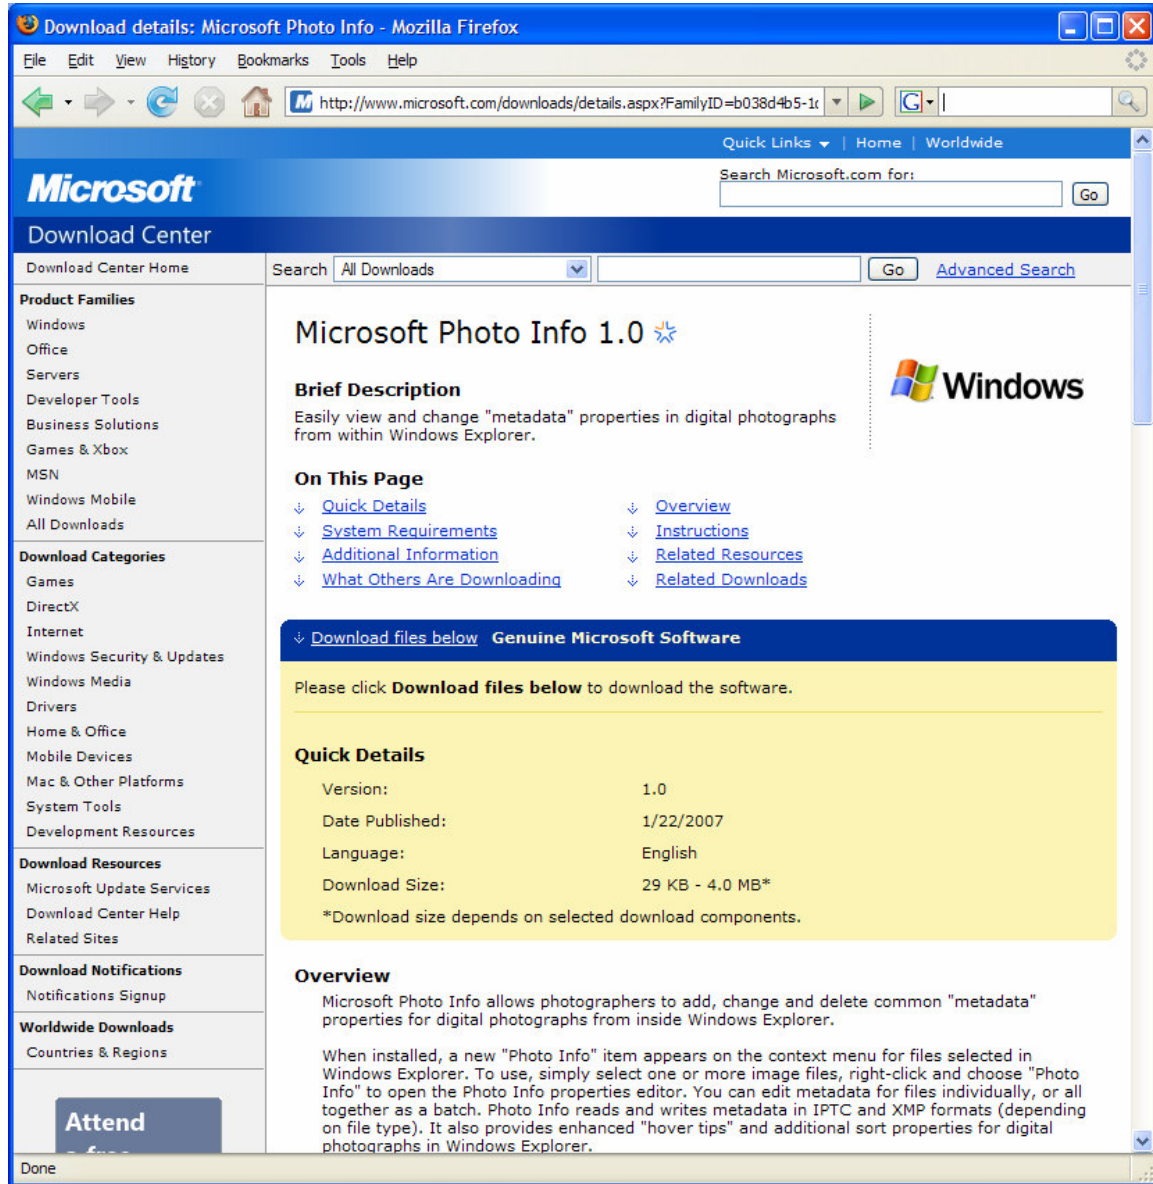 Download details: Microsoft Photo Info - Mozilla Firefox
File Edit View History Bookmarks Tools Help
http://www.microsoft.com/downloads/details.aspx?FamilyID=b038d4b5-1
G
Quick Links | Home | Worldwide
Microsoft
Search Microsoft.com for:
Go
Download Center
Download Center Home
Search All Downloads Go Advanced Search
Product Families
Windows
Office
Servers
Developer Tools
Business Solutions
Games & Xbox
MSN
Windows Mobile
All Downloads
Download Categories
Games
DirectX
Internet
Windows Security & Updates
Windows Media
Drivers
Home & Office
Mobile Devices
Mac & Other Platforms
System Tools
Development Resources
Download Resources
Microsoft Update Services
Download Center Help
Related Sites
Download Notifications
Notifications Signup
Worldwide Downloads
Countries & Regions
Attend
a free
Microsoft Photo Info 1.0
Windows
Brief Description
Easily view and change "metadata" properties in digital photographs
from within Windows Explorer.
On This Page
Quick Details Overview
System Requirements Instructions
Additional Information Related Resources
What Others Are Downloading Related Downloads
Download files below Genuine Microsoft Software
Please click Download files below to download the software.
Quick Details
Version: 1.0
Date Published: 1/22/2007
Language: English
Download Size: 29 KB - 4.0 MB*
*Download size depends on selected download components.
Overview
Microsoft Photo Info allows photographers to add, change and delete common "metadata"
properties for digital photographs from inside Windows Explorer.
When installed, a new "Photo Info" item appears on the context menu for files selected in
Windows Explorer. To use, simply select one or more image files, right-click and choose "Photo
Info" to open the Photo Info properties editor. You can edit metadata for files individually, or all
together as a batch. Photo Info reads and writes metadata in IPTC and XMP formats (depending
on file type). It also provides enhanced "hover tips" and additional sort properties for digital
photographs in Windows Explorer.
Done